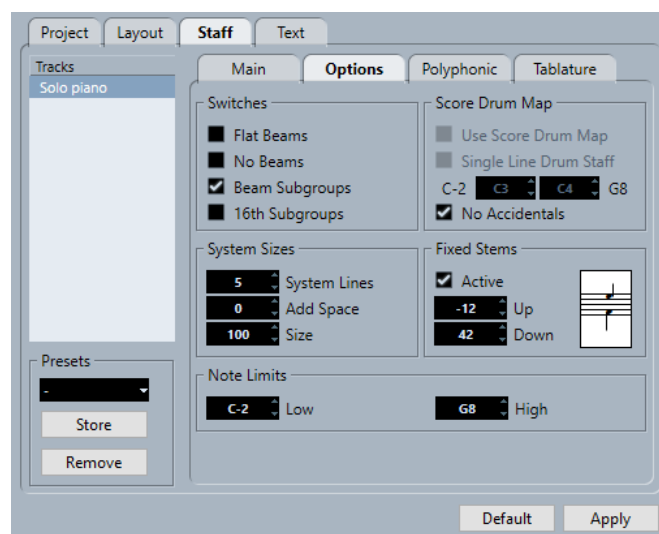 Project Layout Staff Text
Tracks
Solo piano
Main Options Polyphonic Tablature
Switches
Flat Beams
No Beams
Beam Subgroups
16th Subgroups
Score Drum Map
Use Score Drum Map
Single Line Drum Staff
C-2 C3 C4 G8
No Accidentals
System Sizes
5 System Lines
0 Add Space
100 Size
Fixed Stems
Active
-12 Up
42 Down
Note Limits
C-2 Low G8 High
Presets
-
Store
Remove
Default Apply